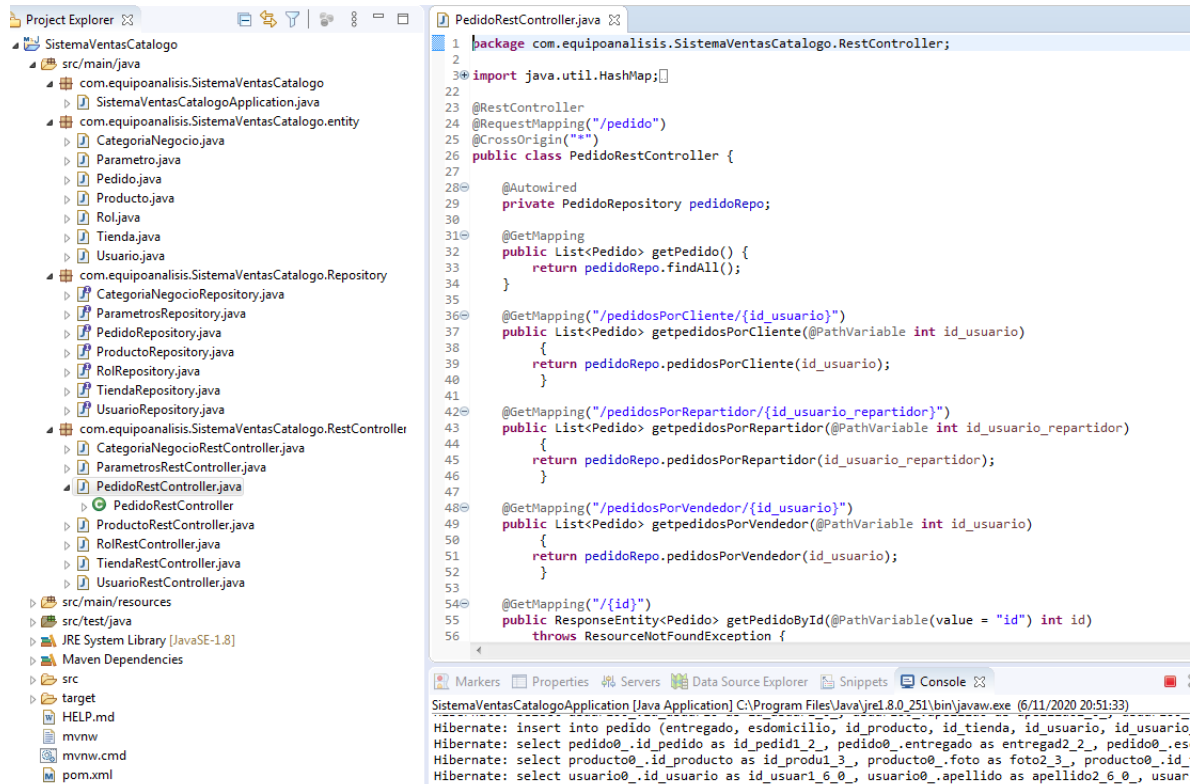 Project Explorer
SistemaVentasCatalogo
src/main/java
com.equipoanalisis.SistemaVentasCatalogo
SistemaVentasCatalogoApplication.java
com.equipoanalisis.SistemaVentasCatalogo.entity
CategoriaNegocio.java
Parametro.java
Pedido.java
Producto.java
Rol.java
Tienda.java
Usuario.java
com.equipoanalisis.SistemaVentasCatalogo.Repository
CategoriaNegocioRepository.java
ParametrosRepository.java
PedidoRepository.java
ProductoRepository.java
RolRepository.java
TiendaRepository.java
UsuarioRepository.java
com.equipoanalisis.SistemaVentasCatalogo.RestController
CategoriaNegocioRestController.java
ParametrosRestController.java
PedidoRestController.java
PedidoRestController
ProductoRestController.java
RolRestController.java
TiendaRestController.java
UsuarioRestController.java
src/main/resources
src/test/java
JRE System Library [JavaSE-1.8]
Maven Dependencies
src
target
HELP.md
mvnw
mvnw.cmd
pom.xml
PedidoRestController.java
1 package com.equipoanalisis.SistemaVentasCatalogo.RestController;
2
3 import java.util.HashMap;
22
23 @RestController
24 @RequestMapping("/pedido")
25 @CrossOrigin("*")
26 public class PedidoRestController {
27
28 @Autowired
29 private PedidoRepository pedidoRepo;
30
31 @GetMapping
32 public List<Pedido> getPedido() {
33 return pedidoRepo.findAll();
34 }
35
36 @GetMapping("/pedidosPorCliente/{id_usuario}")
37 public List<Pedido> getpedidosPorCliente(@PathVariable int id_usuario)
38 {
39 return pedidoRepo.pedidosPorCliente(id_usuario);
40 }
41
42 @GetMapping("/pedidosPorRepartidor/{id_usuario_repartidor}")
43 public List<Pedido> getpedidosPorRepartidor(@PathVariable int id_usuario_repartidor)
44 {
45 return pedidoRepo.pedidosPorRepartidor(id_usuario_repartidor);
46 }
47
48 @GetMapping("/pedidosPorVendedor/{id_usuario}")
49 public List<Pedido> getpedidosPorVendedor(@PathVariable int id_usuario)
50 {
51 return pedidoRepo.pedidosPorVendedor(id_usuario);
52 }
53
54 @GetMapping("/{id}")
55 public ResponseEntity<Pedido> getPedidoById(@PathVariable(value = "id") int id)
56 throws ResourceNotFoundException {
Markers Properties Servers Data Source Explorer Snippets Console
SistemaVentasCatalogoApplication [Java Application] C:\Program Files\Java\jre1.8.0_251\bin\javaw.exe (6/11/2020 20:51:33)
Hibernate: insert into pedido (entregado, esdomicilio, id_producto, id_tienda, id_usuario, id_usuario_
Hibernate: select pedido0_.id_pedido as id_pedid1_2_, pedido0_.entregado as entregad2_2_, pedido0_.es
Hibernate: select producto0_.id_producto as id_produ1_3_, producto0_.foto as foto2_3_, producto0_.id_
Hibernate: select usuario0_.id_usuario as id_usuar1_6_0_, usuario0_.apellido as apellido2_6_0_, usuar